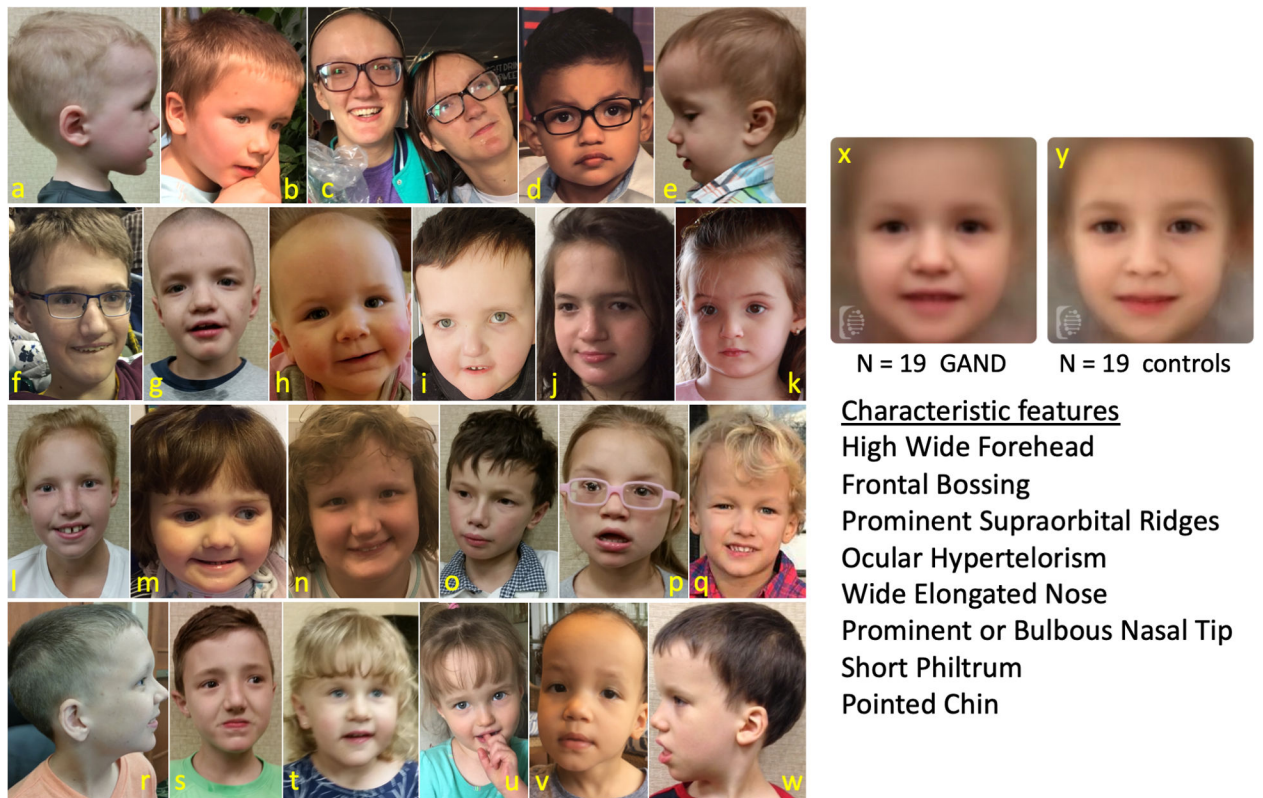 a
b
c
d
e
f
g
h
i
j
k
l
m
n
o
p
q
r
s
t
u
v
w
x
y
N = 19 GAND
N = 19 controls
Characteristic features
High Wide Forehead
Frontal Bossing
Prominent Supraorbital Ridges
Ocular Hypertelorism
Wide Elongated Nose
Prominent or Bulbous Nasal Tip
Short Philtrum
Pointed Chin